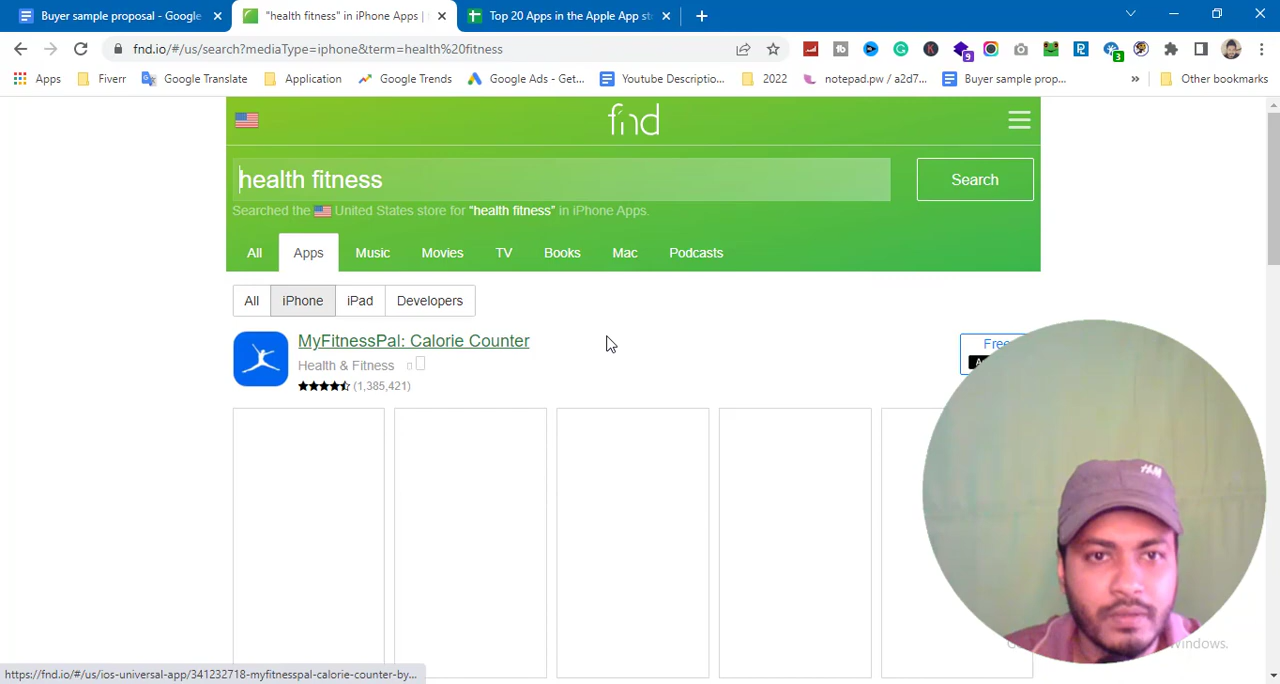 Buyer sample proposal - Google
"health fitness" in iPhone Apps |
Top 20 Apps in the Apple App st
fnd.io/#/us/search?mediaType=iphone&term=health%20fitness
9
3
Apps
Fiverr
Google Translate
Application
Google Trends
Google Ads - Get...
Youtube Descriptio...
2022
notepad.pw / a2d7...
Buyer sample prop...
»
Other bookmarks
fnd
health fitness
Search
Searched the United States store for "health fitness" in iPhone Apps.
All
Apps
Music
Movies
TV
Books
Mac
Podcasts
All
iPhone
iPad
Developers
MyFitnessPal: Calorie Counter
Free
Health & Fitness
(1,385,421)
H&M
https://fnd.io/#/us/ios-universal-app/341232718-myfitnesspal-calorie-counter-by...